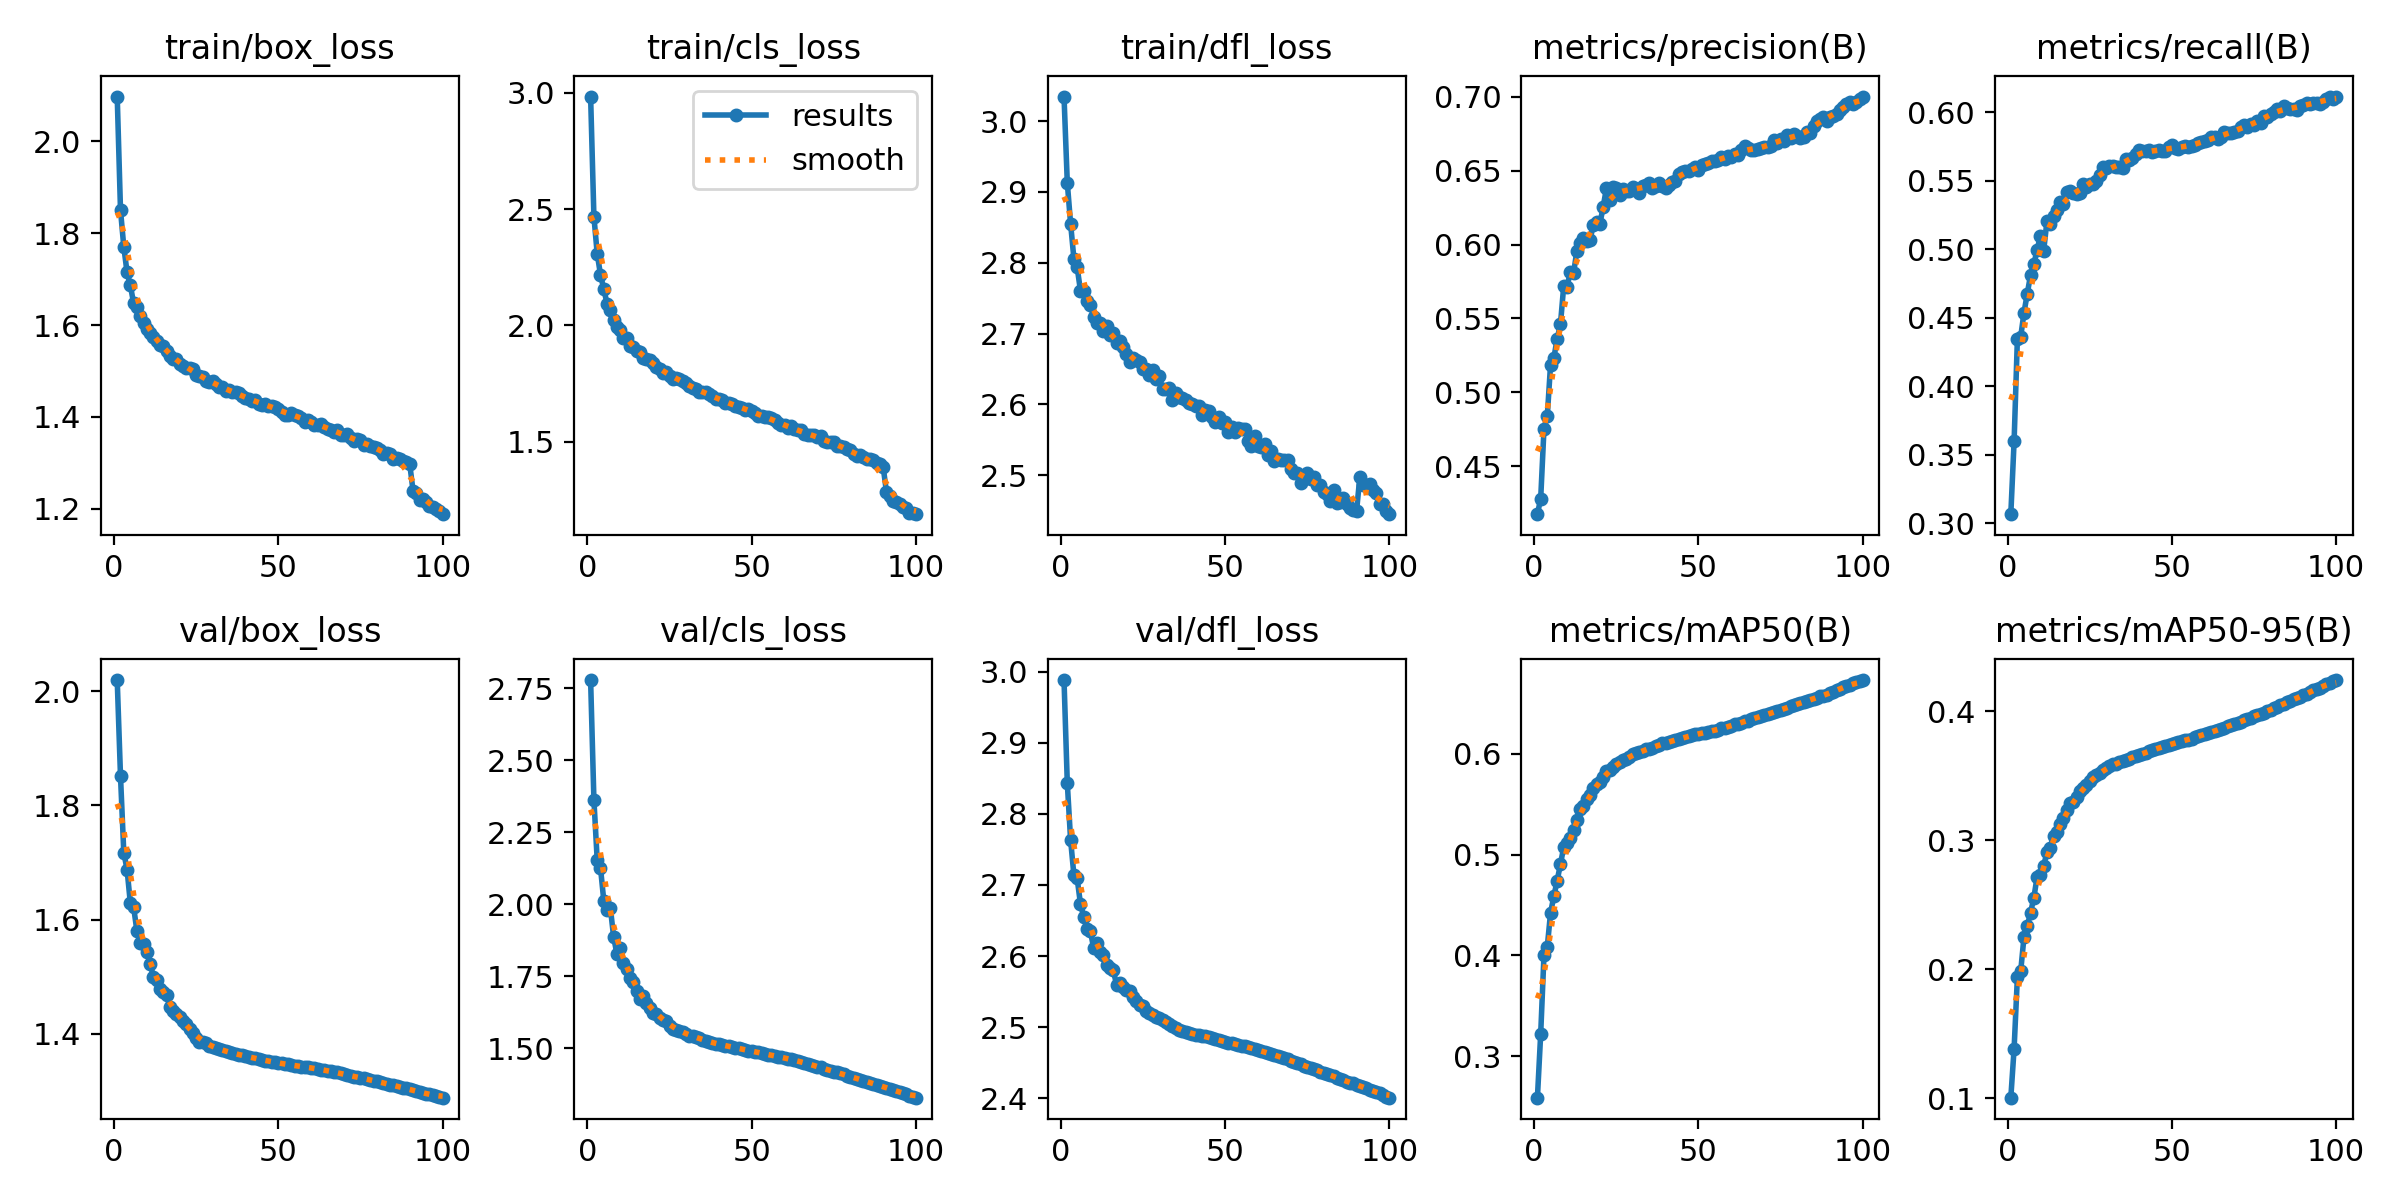 train/box_loss
train/cls_loss
train/dfl_loss
metrics/precision(B)
metrics/recall(B)
2.0
1.8
1.6
1.4
1.2
0 50 100
3.0
2.5
2.0
1.5
results
smooth
0 50 100
3.0
2.9
2.8
2.7
2.6
2.5
0 50 100
0.70
0.65
0.60
0.55
0.50
0.45
0 50 100
0.60
0.55
0.50
0.45
0.40
0.35
0.30
0 50 100
val/box_loss
val/cls_loss
val/dfl_loss
metrics/mAP50(B)
metrics/mAP50-95(B)
2.0
1.8
1.6
1.4
0 50 100
2.75
2.50
2.25
2.00
1.75
1.50
0 50 100
3.0
2.9
2.8
2.7
2.6
2.5
2.4
0 50 100
0.6
0.5
0.4
0.3
0 50 100
0.4
0.3
0.2
0.1
0 50 100